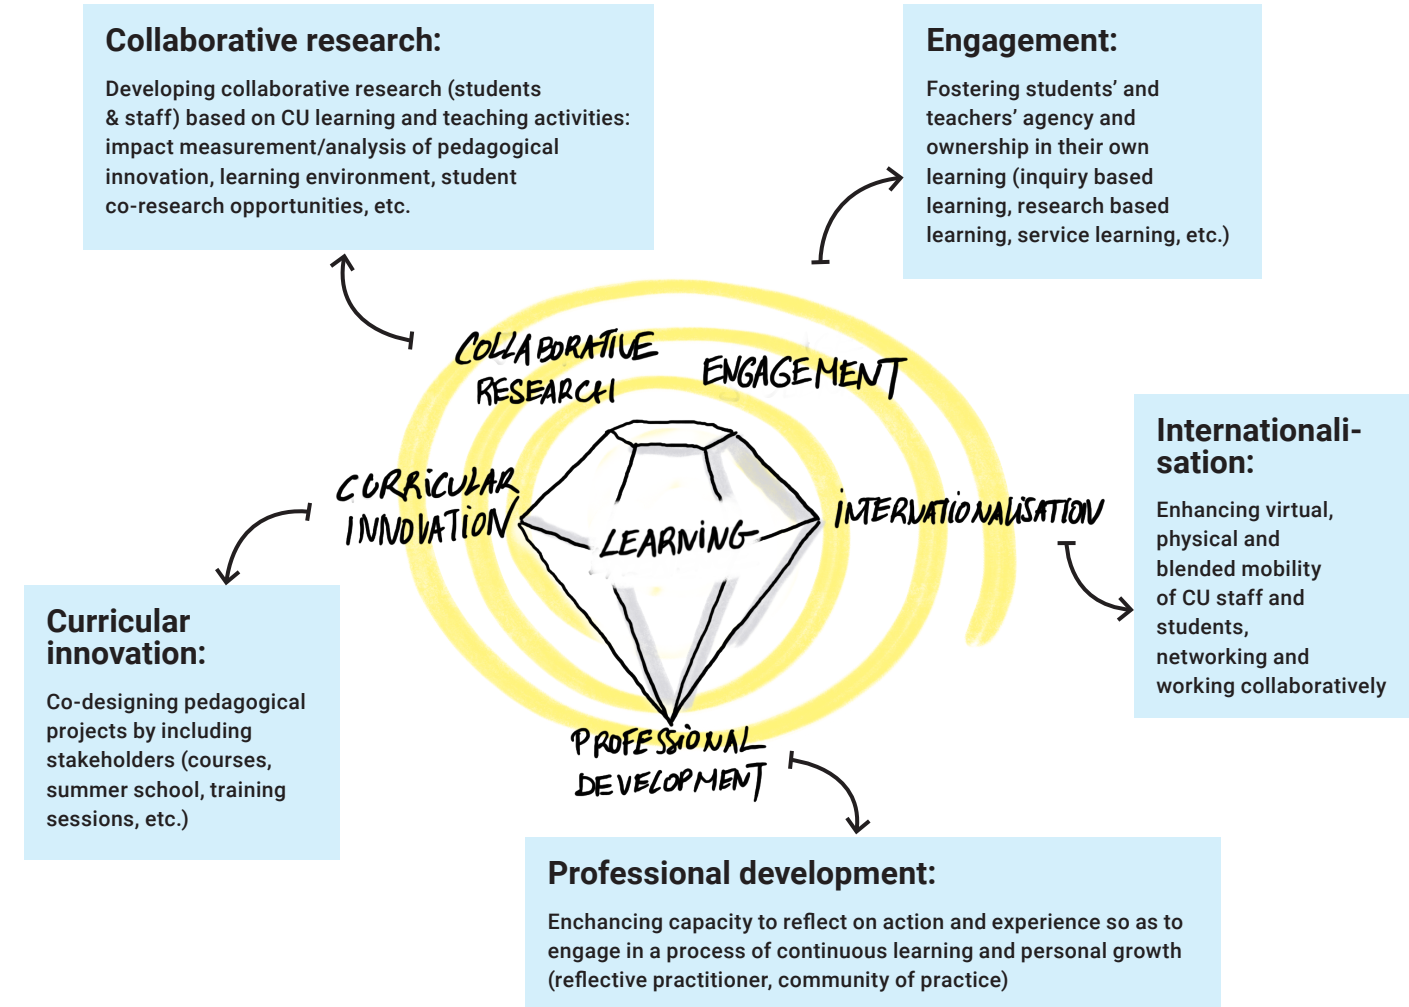 Collaborative research:
Developing collaborative research (students
& staff) based on CU learning and teaching activities:
impact measurement/analysis of pedagogical
innovation, learning environment, student
co-research opportunities, etc.
Engagement:
Fostering students’ and
teachers’ agency and
ownership in their own
learning (inquiry based
learning, research based
learning, service learning, etc.)
COLLABORATIVE
RESEARCH
ENGAGEMENT
CURRiCULAR
INNOVATION
LEARNiNG
iNTERNATiONALiSATION
PROFESSiONAL
DEVELOPMENT
Internationali-
sation:
Enhancing virtual,
physical and
blended mobility
of CU staff and
students,
networking and
working collaboratively
Curricular
innovation:
Co-designing pedagogical
projects by including
stakeholders (courses,
summer school, training
sessions, etc.)
Professional development:
Enchancing capacity to reflect on action and experience so as to
engage in a process of continuous learning and personal growth
(reflective practitioner, community of practice)